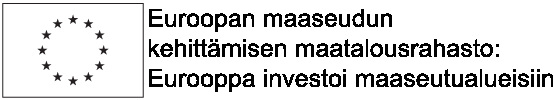 Euroopan maaseudun
kehittämisen maatalousrahasto:
Eurooppa investoi maaseutualueisiin